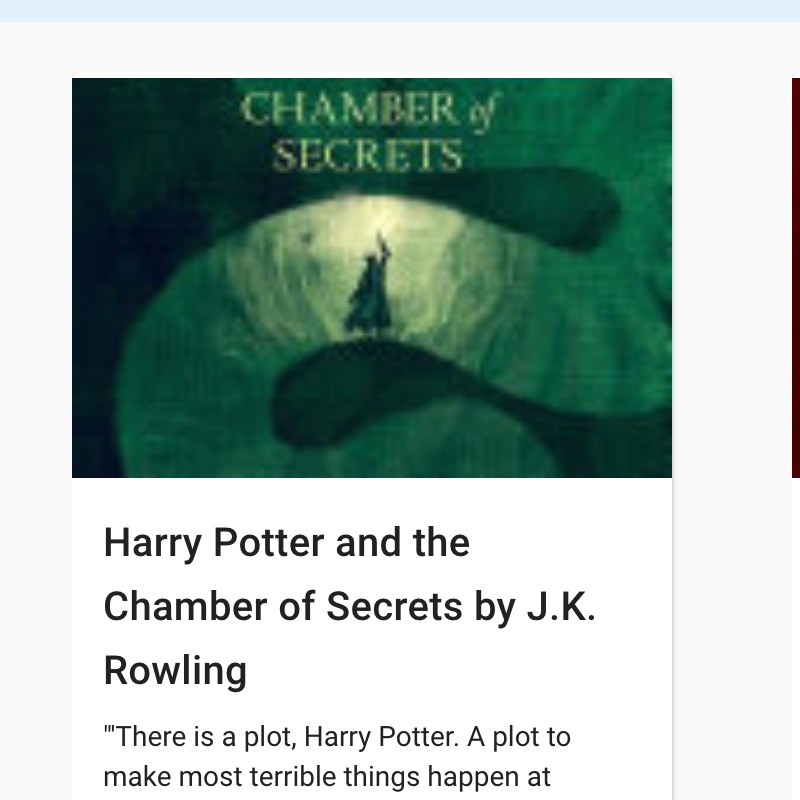 CHAMBER of
SECRETS
Harry Potter and the
Chamber of Secrets by J.K.
Rowling
"'There is a plot, Harry Potter. A plot to
make most terrible things happen at